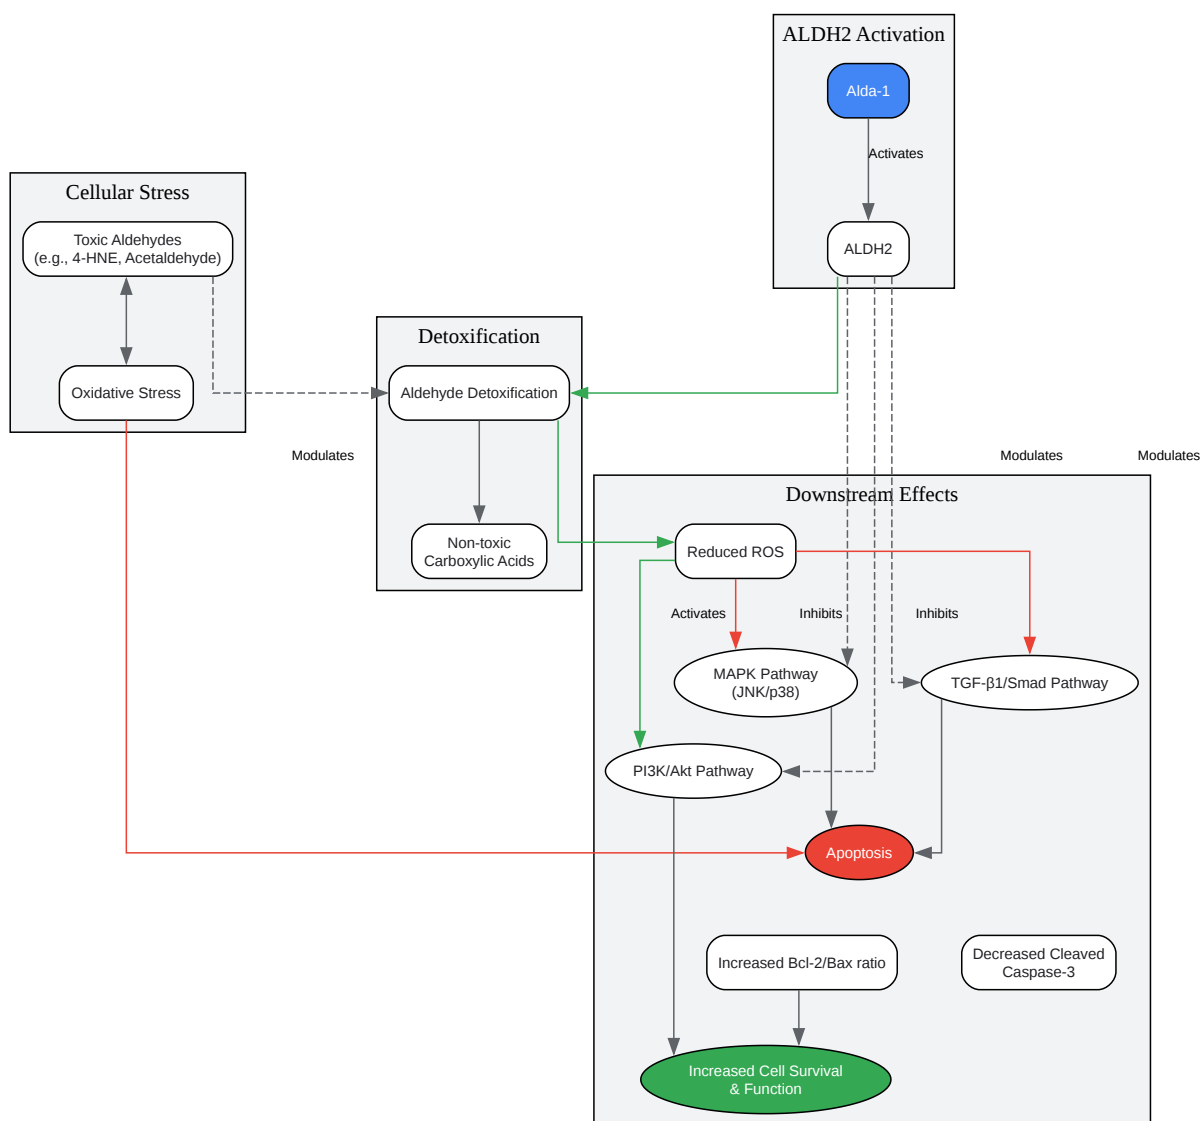 ALDH2 Activation
Alda-1
Activates
ALDH2
Cellular Stress
Toxic Aldehydes
(e.g., 4-HNE, Acetaldehyde)
Oxidative Stress
Detoxification
Aldehyde Detoxification
Modulates
Modulates
Modulates
Non-toxic
Carboxylic Acids
Downstream Effects
Reduced ROS
Activates
Inhibits
Inhibits
MAPK Pathway
(JNK/p38)
TGF-β1/Smad Pathway
PI3K/Akt Pathway
Apoptosis
Increased Bcl-2/Bax ratio
Decreased Cleaved
Caspase-3
Increased Cell Survival
& Function